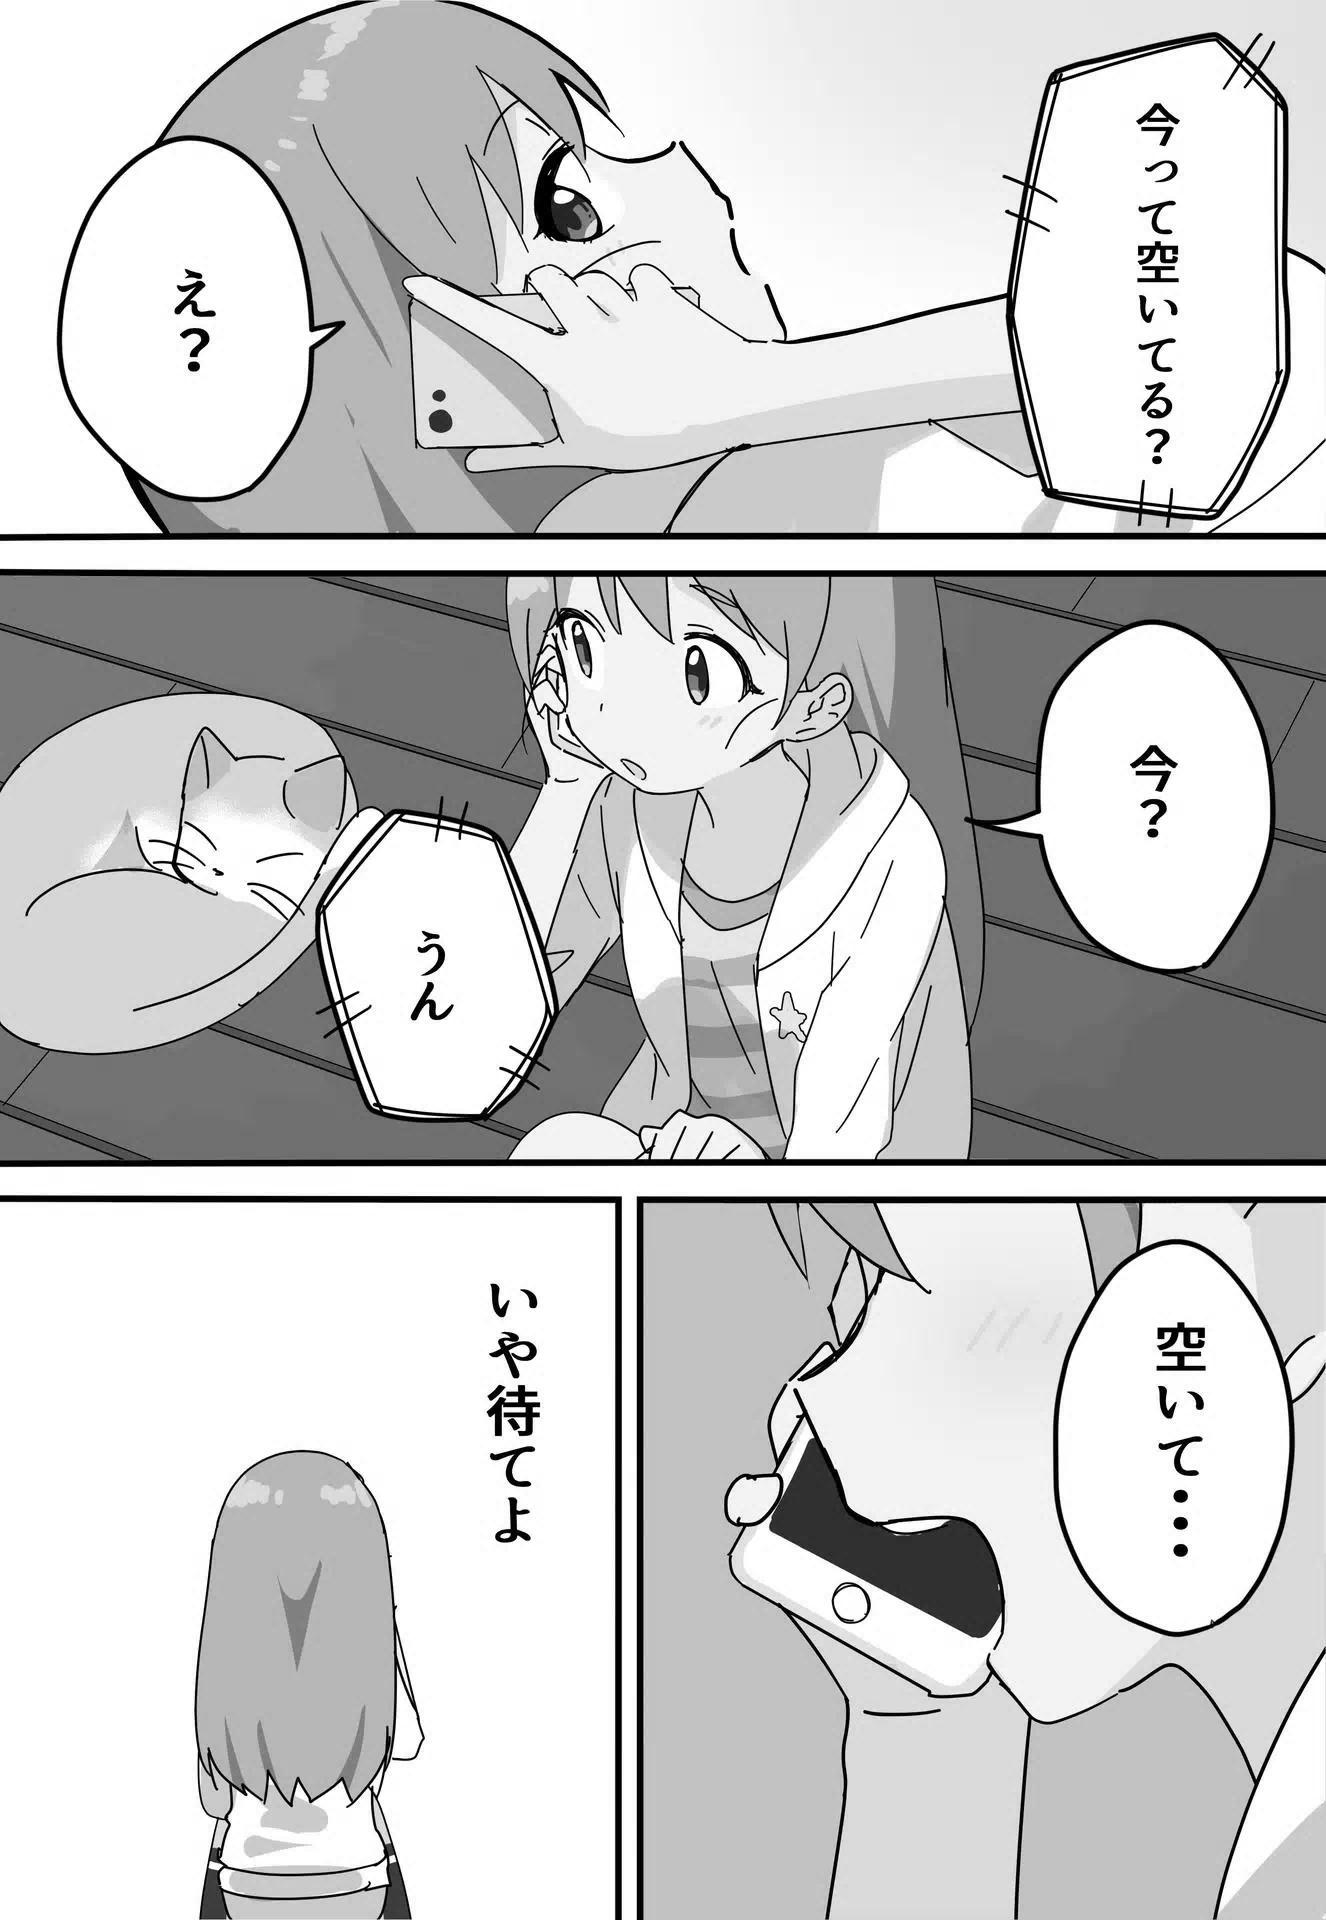 今って空いてる？
え？
今？
うん
空いて・・・
いや待てよ